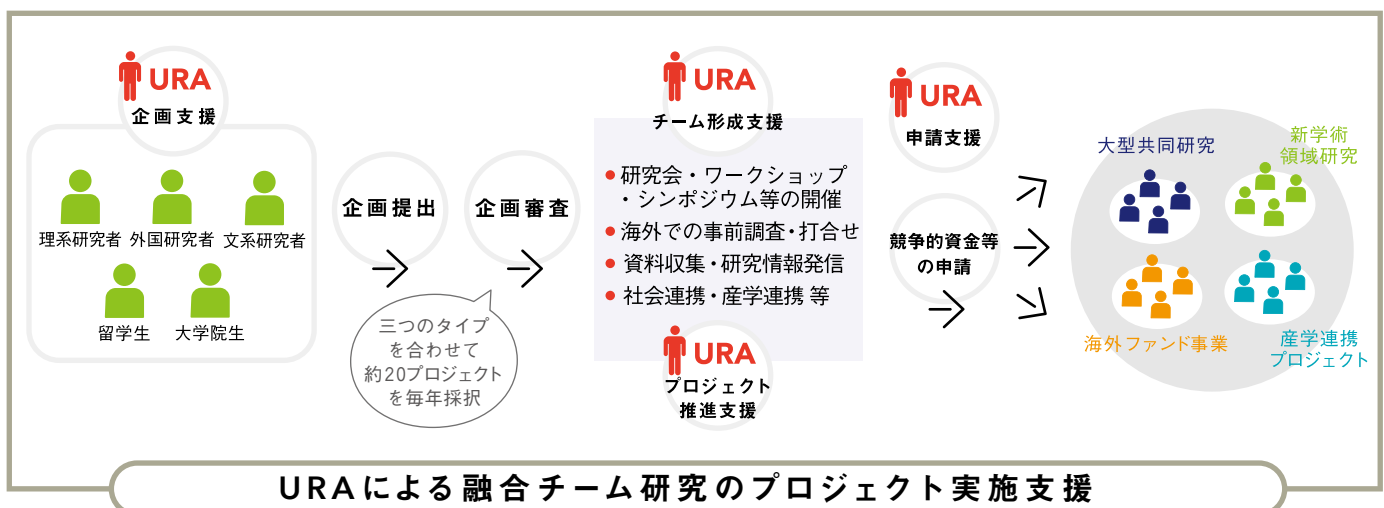 URA
企画支援
理系研究者
外国研究者
文系研究者
留学生
大学院生
企画提出
企画審査
三つのタイプ
を合わせて
約20プロジェクト
を毎年採択
URA
チーム形成支援
●研究会・ワークショップ
・シンポジウム等の開催
●海外での事前調査・打合せ
●資料収集・研究情報発信
●社会連携・産学連携 等
URA
プロジェクト
推進支援
URA
申請支援
競争的資金等
の申請
大型共同研究
新学術
領域研究
海外ファンド事業
産学連携
プロジェクト
URAによる融合チーム研究のプロジェクト実施支援